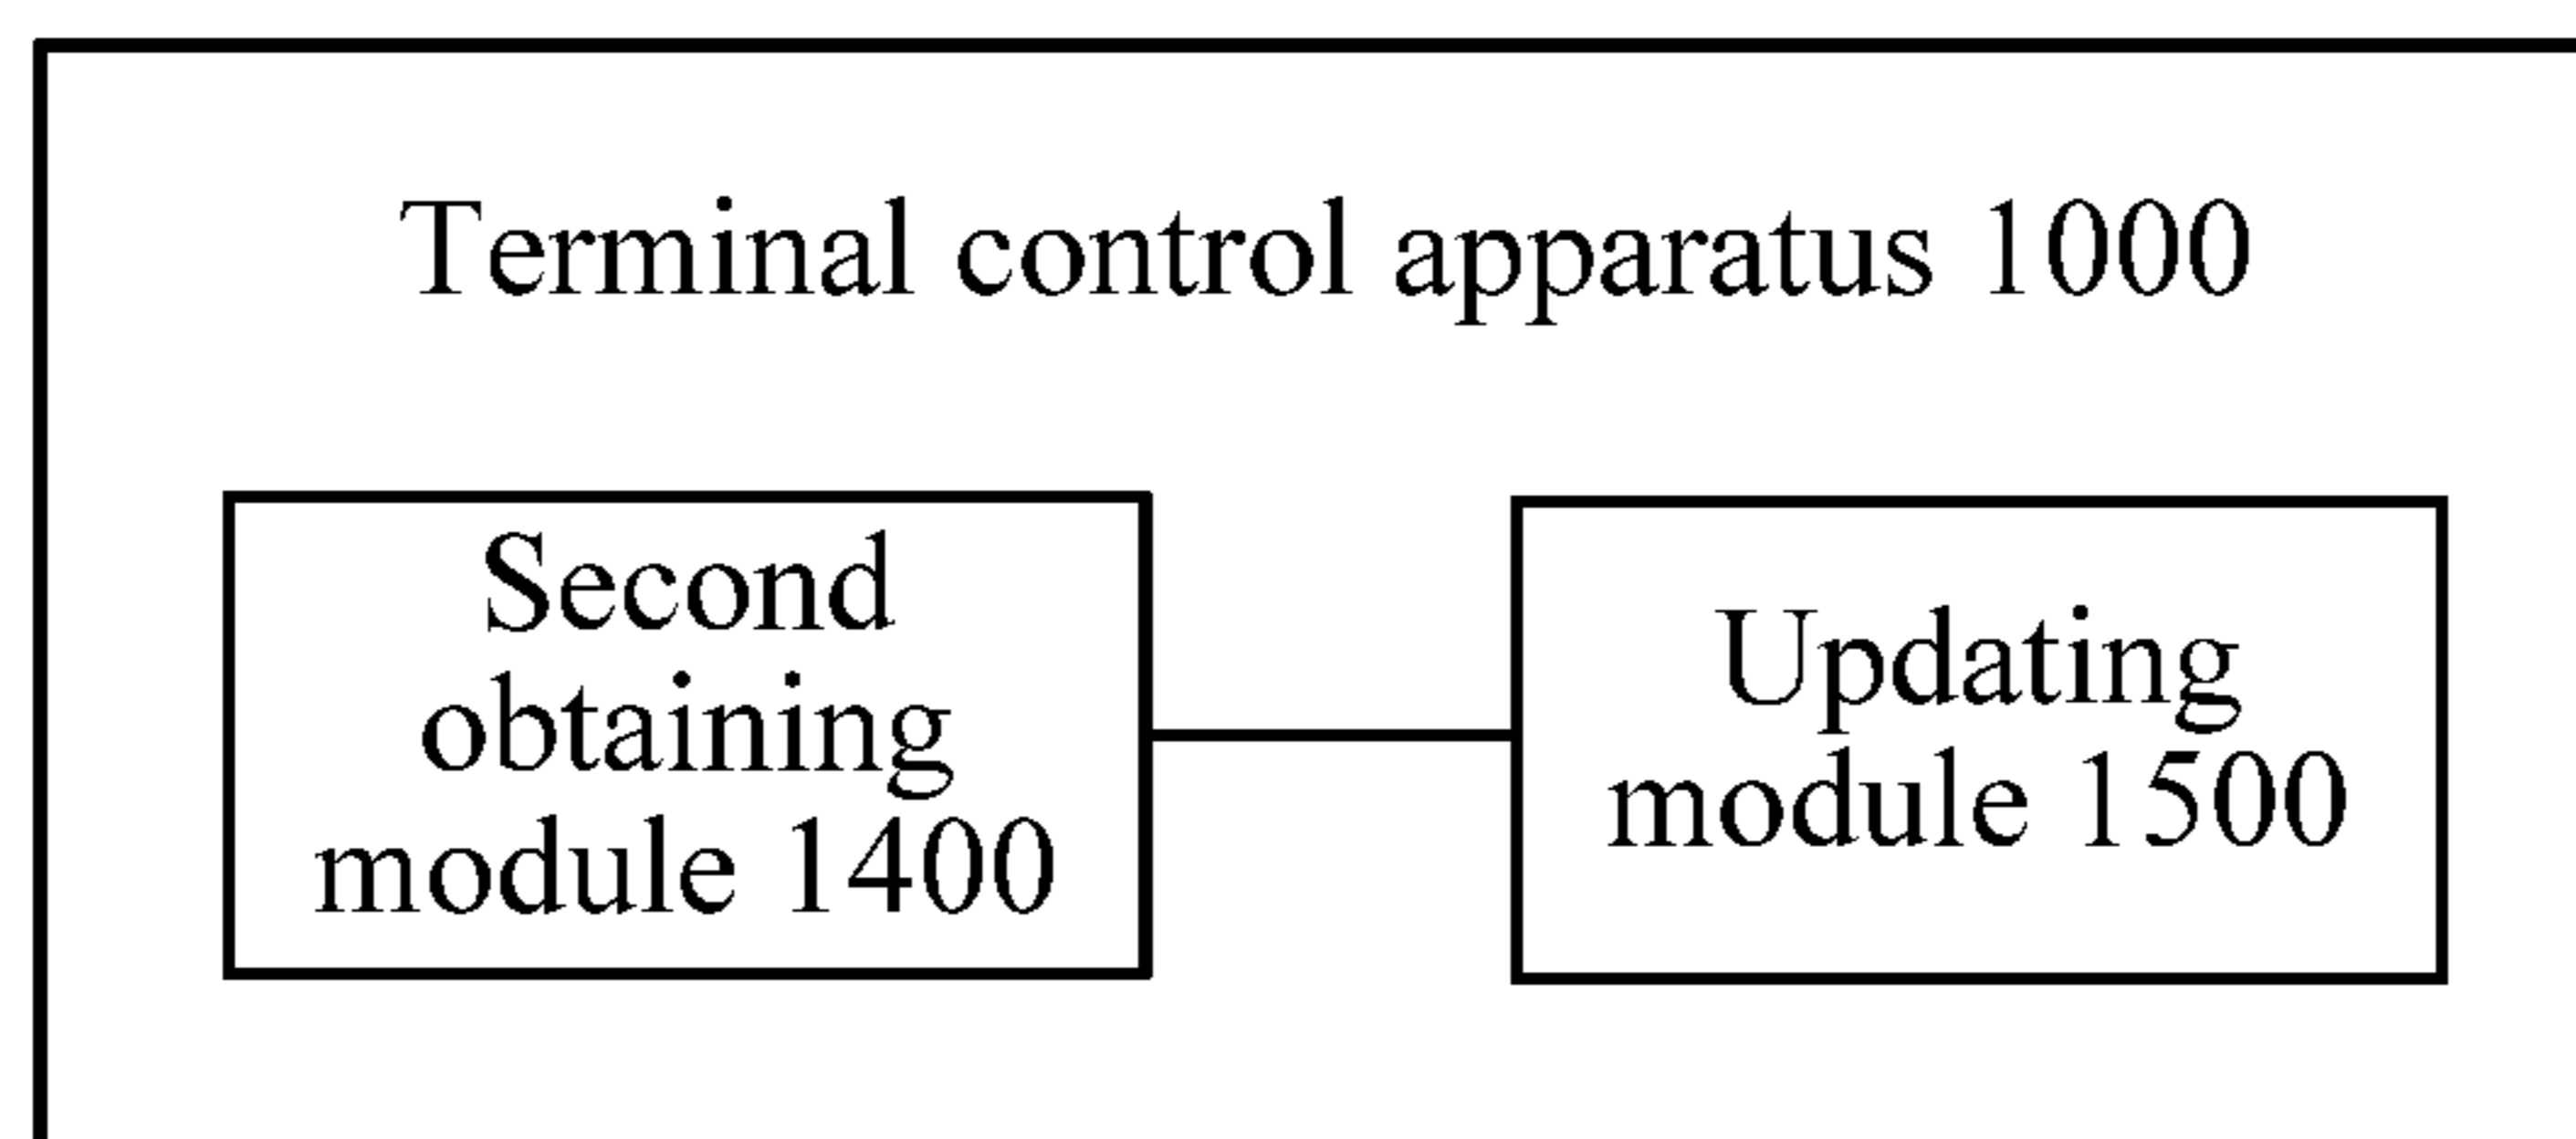 Terminal control apparatus 1000
Second
obtaining
module 1400
Updating
module 1500